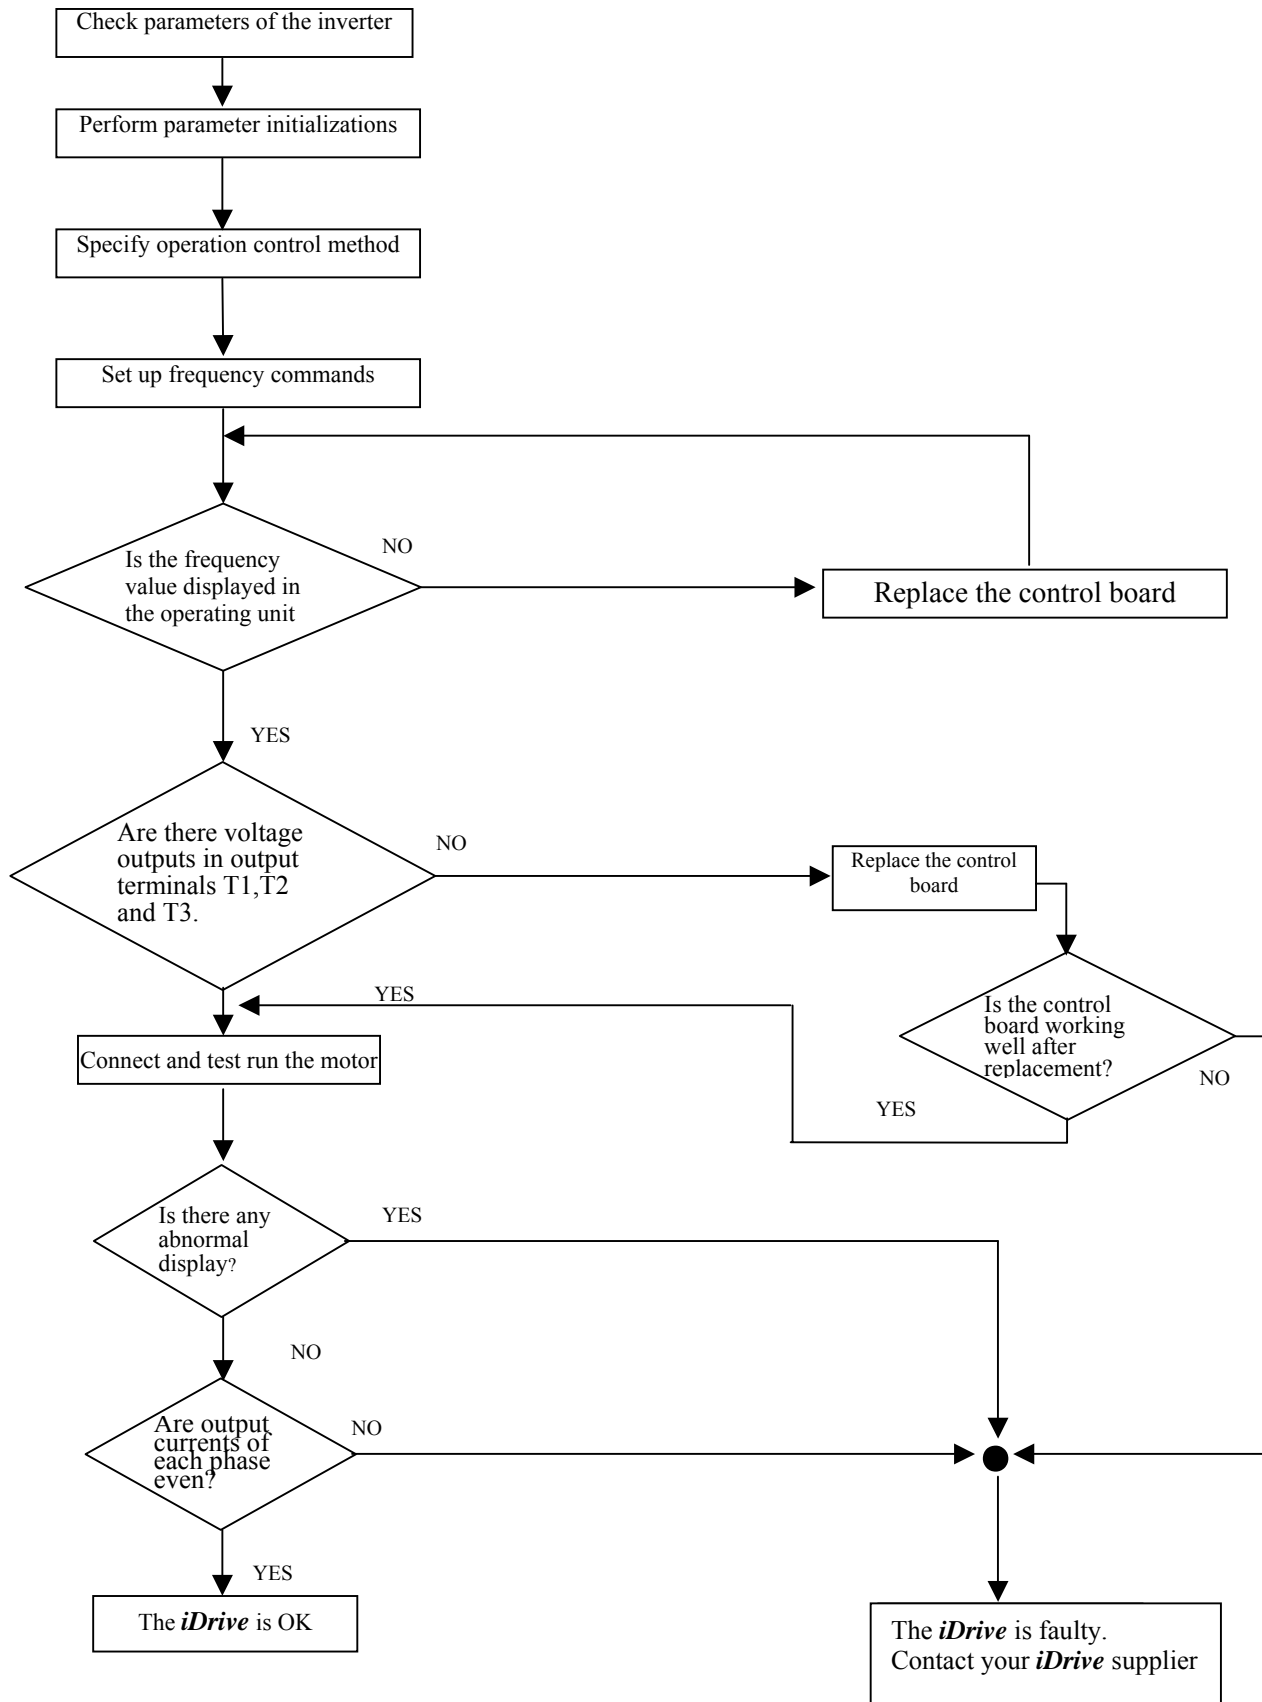 Check parameters of the inverter
Perform parameter initializations
Specify operation control method
Set up frequency commands
NO
Is the frequency
value displayed in
the operating unit
Replace the control board
YES
Are there voltage
outputs in output
terminals T1,T2
and T3.
NO
Replace the control
board
YES
Is the control
board working
well after
replacement?
NO
Connect and test run the motor
YES
Is there any
abnormal
display?
YES
NO
Are output
currents of
each phase
even?
NO
YES
The iDrive is OK
The iDrive is faulty.
Contact your iDrive supplier